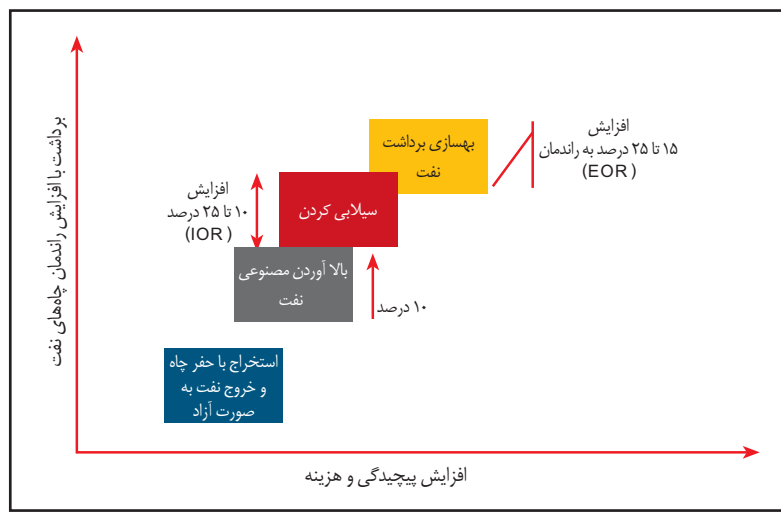 برداشت با افزایش راندمان چاه‌های نفت
افزایش
۱۵ تا ۲۵ درصد به راندمان
(EOR)
بهسازی برداشت
نفت
سیلابی کردن
افزایش
۱۰ تا ۲۵ درصد
(IOR)
بالا آوردن مصنوعی
نفت
۱۰ درصد
استخراج با حفر چاه
و خروج نفت به
صورت آزاد
افزایش پیچیدگی و هزینه